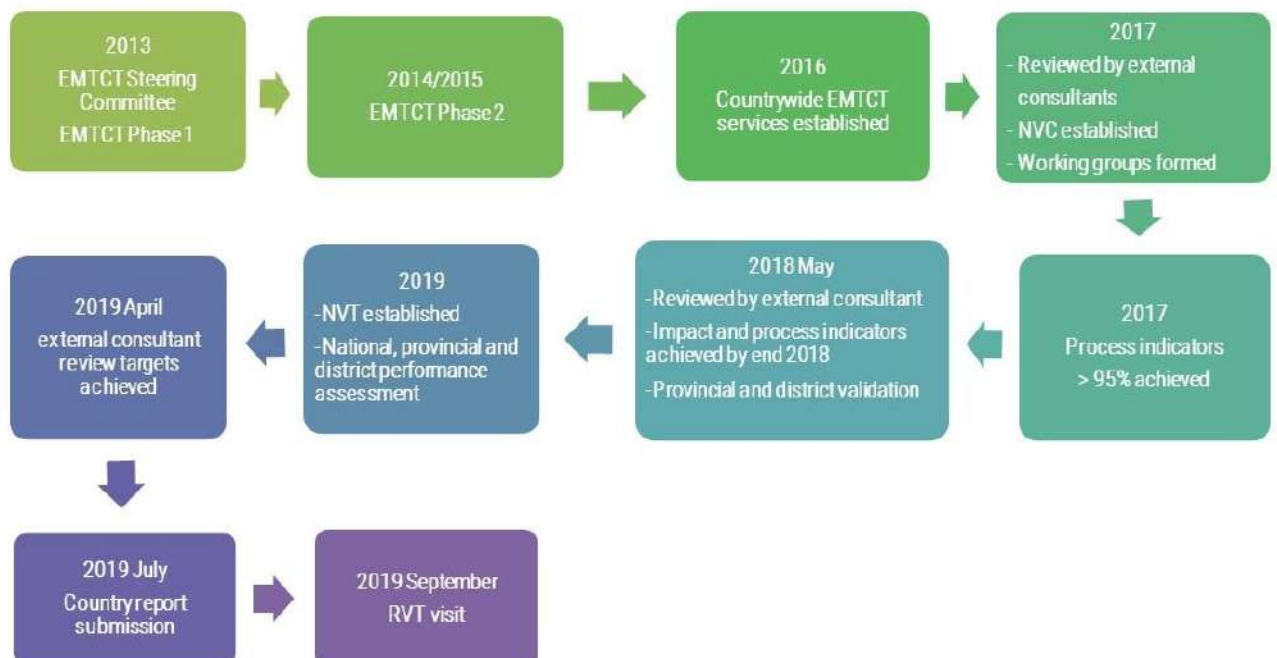 2013
EMTCT Steering
Committee
EMTCT Phase 1
2014/2015
EMTCT Phase 2
2016
Countrywide EMTCT
services established
2017
- Reviewed by external
consultants
- NVC established
- Working groups formed
2017
Process indicators
> 95% achieved
2018 May
-Reviewed by external consultant
-Impact and process indicators
achieved by end 2018
-Provincial and district validation
2019
-NVT established
-National, provincial and
district performance
assessment
2019 April
external consultant
review targets
achieved
2019 July
Country report
submission
2019 September
RVT visit